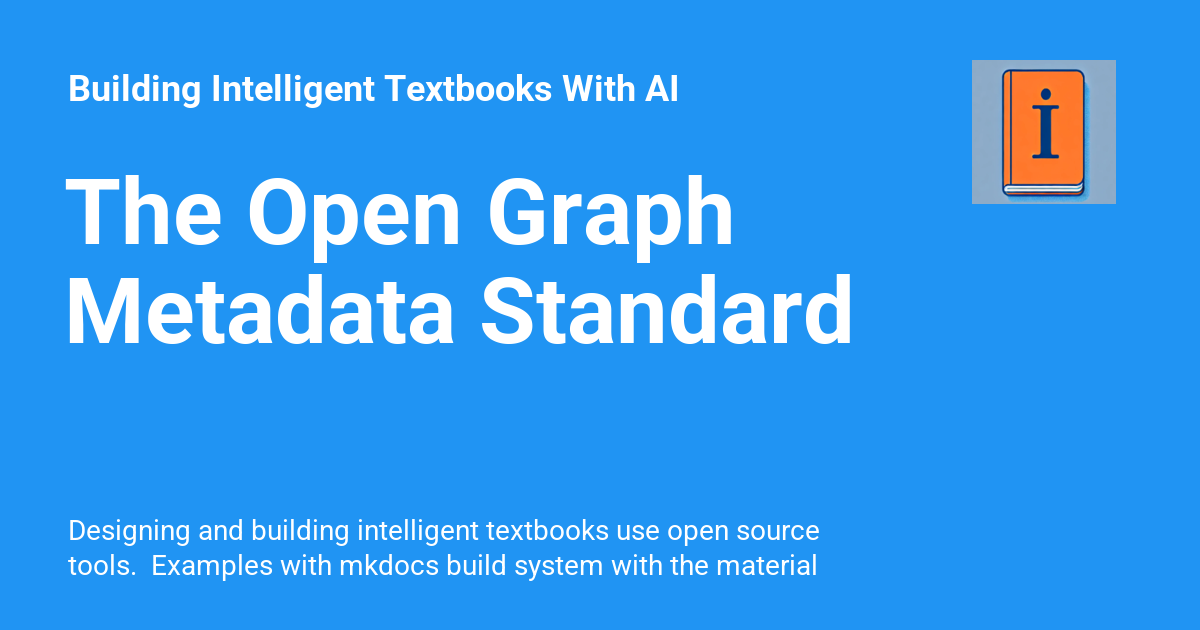 Building Intelligent Textbooks With AI
i
The Open Graph
Metadata Standard
Designing and building intelligent textbooks use open source
tools.  Examples with mkdocs build system with the material